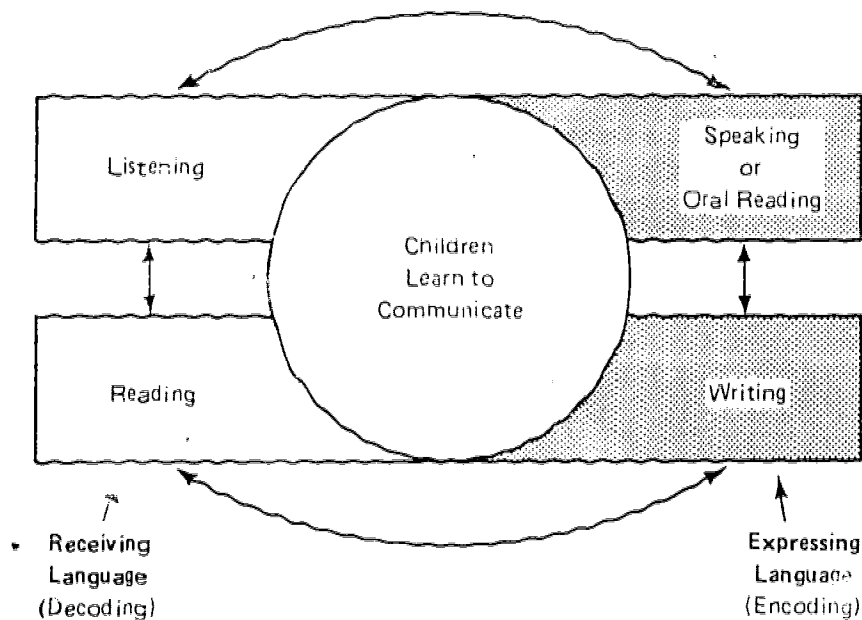 Listening
Speaking
or
Oral Reading
Children
Learn to
Communicate
Reading
Writing
Receiving
Language
(Decoding)
Expressing
Language
(Encoding)